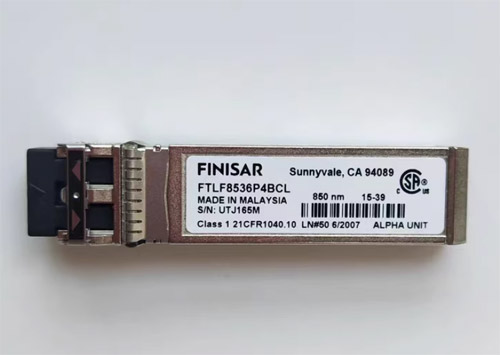 FINISAR
Sunnyvale, CA 94089
FTLF8536P4BCL
MADE IN MALAYSIA
850 nm 15-39
S/N: UTJ165M
Class 1 21CFR1040.10 LN#50 6/2007 ALPHA UNIT